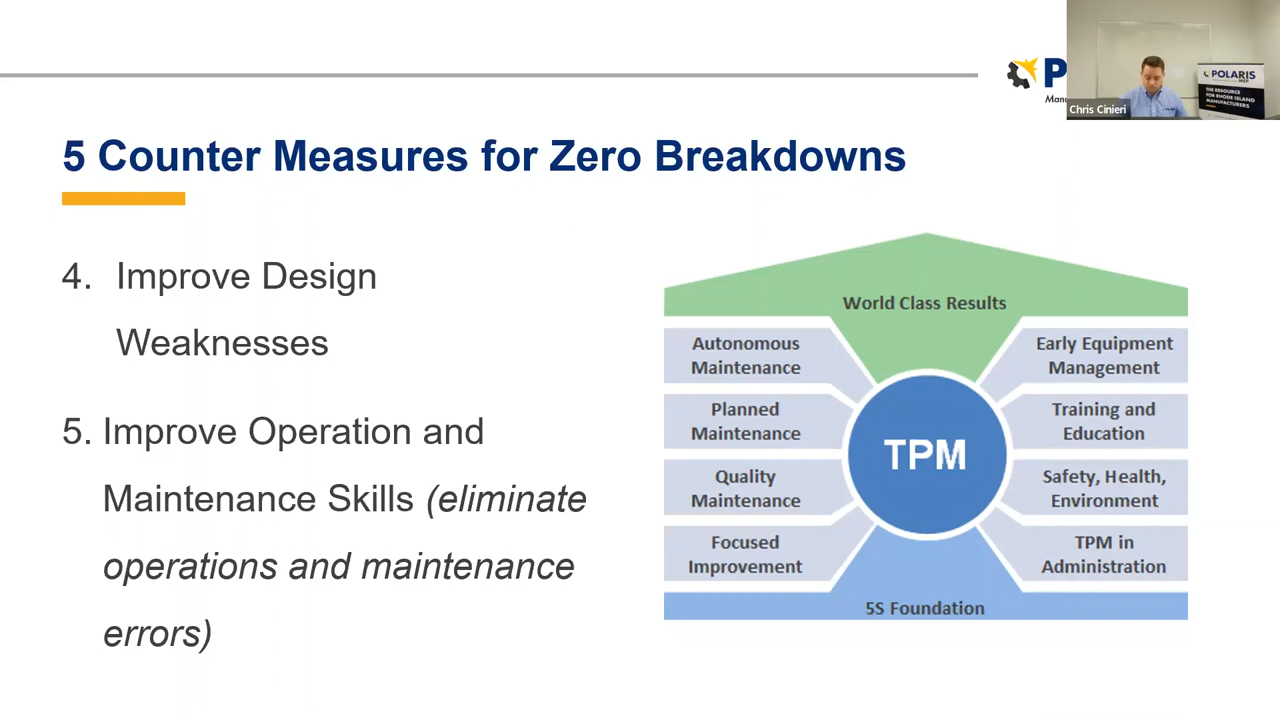 P
Manu
Chris Cinieri
POLARIS
MEP
THE RESOURCE
FOR RHODE ISLAND
MANUFACTURERS
5 Counter Measures for Zero Breakdowns
4. Improve Design
Weaknesses
5. Improve Operation and
Maintenance Skills (eliminate
operations and maintenance
errors)
World Class Results
Autonomous
Maintenance
Planned
Maintenance
Quality
Maintenance
Focused
Improvement
TPM
Early Equipment
Management
Training and
Education
Safety, Health,
Environment
TPM in
Administration
5S Foundation